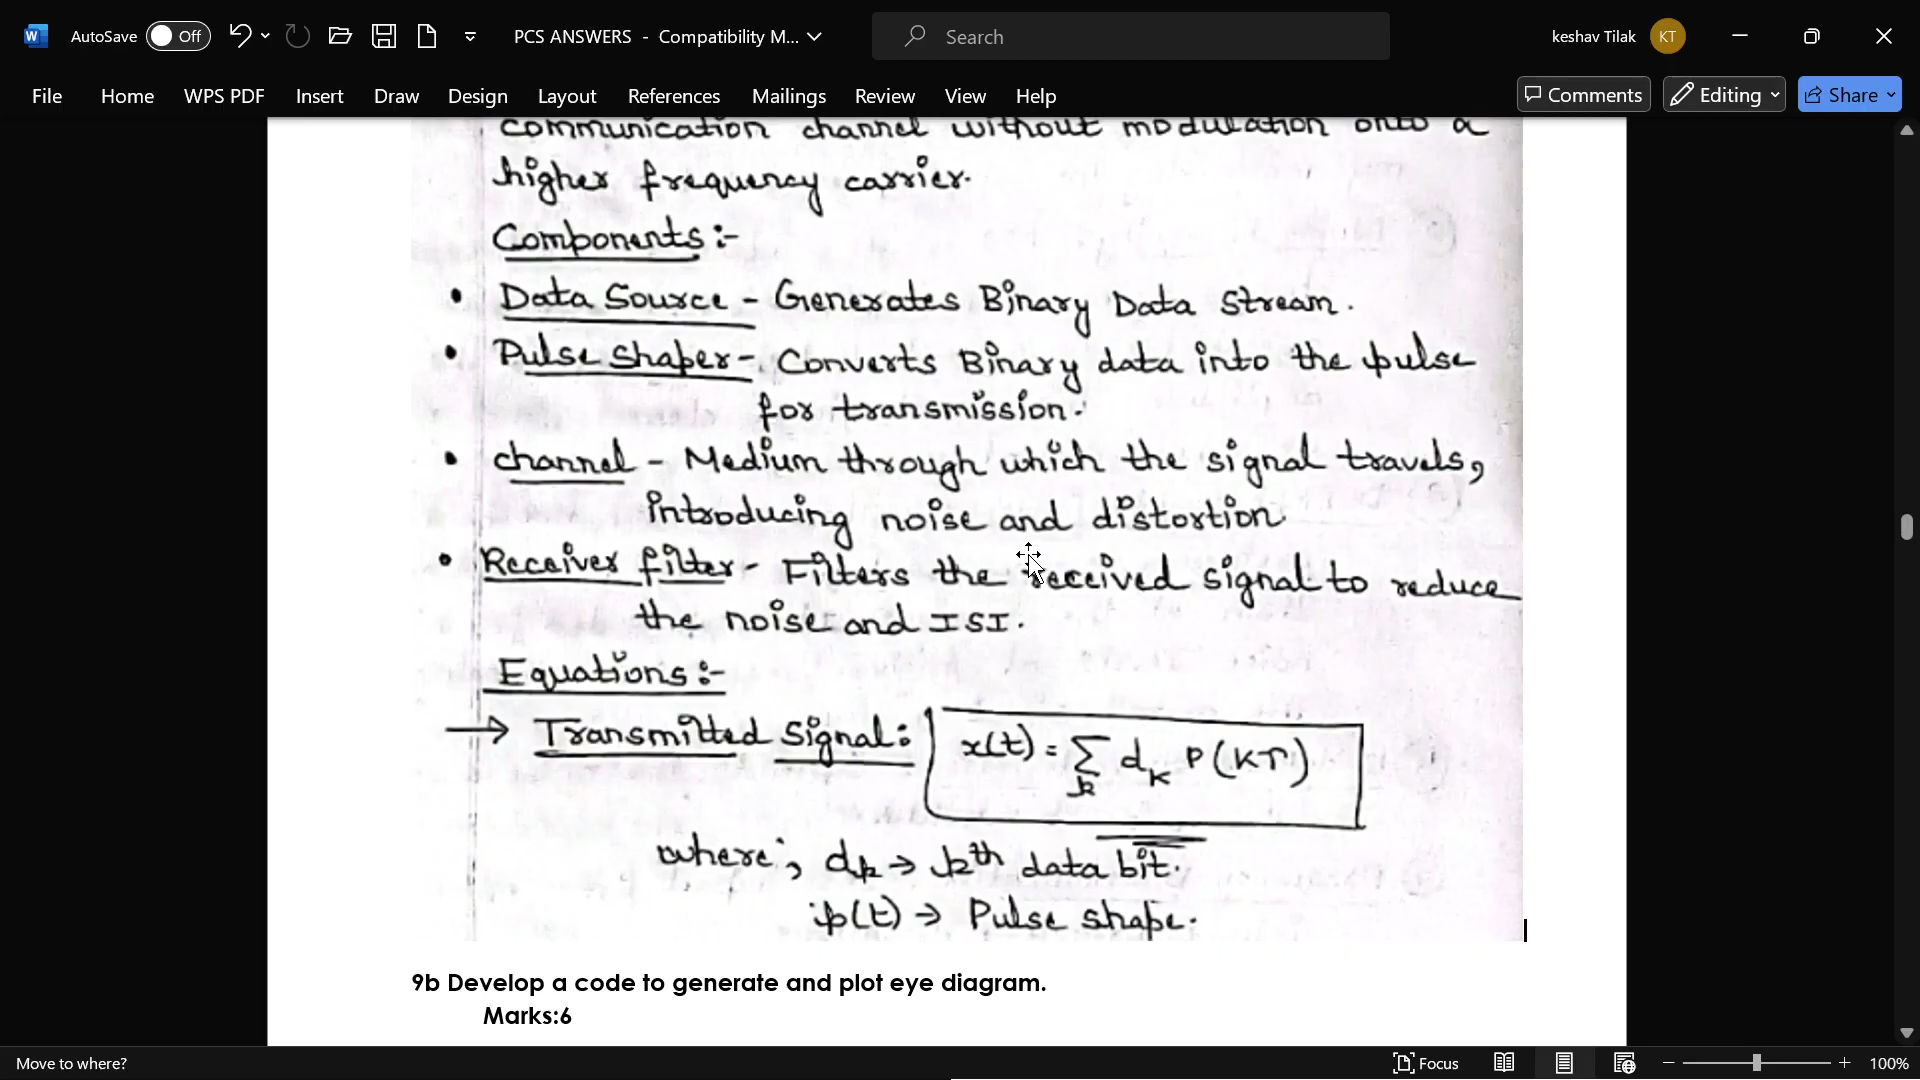 AutoSave Off PCS ANSWERS - Compatibility M... Search keshav Tilak KT
File Home WPS PDF Insert Draw Design Layout References Mailings Review View Help Comments Editing Share
communication channel without modulation onto a
higher frequency carrier.
Components :-
• Data Source - Generates Binary Data Stream.
• Pulse Shaper - Converts Binary data into the pulse
for transmission.
• channel - Medium through which the signal travels,
introducing noise and distortion.
• Receiver filter - Filters the received signal to reduce
the noise and ISI.
Equations :-
→ Transmitted Signal: x(t) = ∑k dk P(KT)
where; dk → kth data bit.
p(t) → Pulse shape.
9b Develop a code to generate and plot eye diagram.
Marks:6
Move to where? Focus 100%